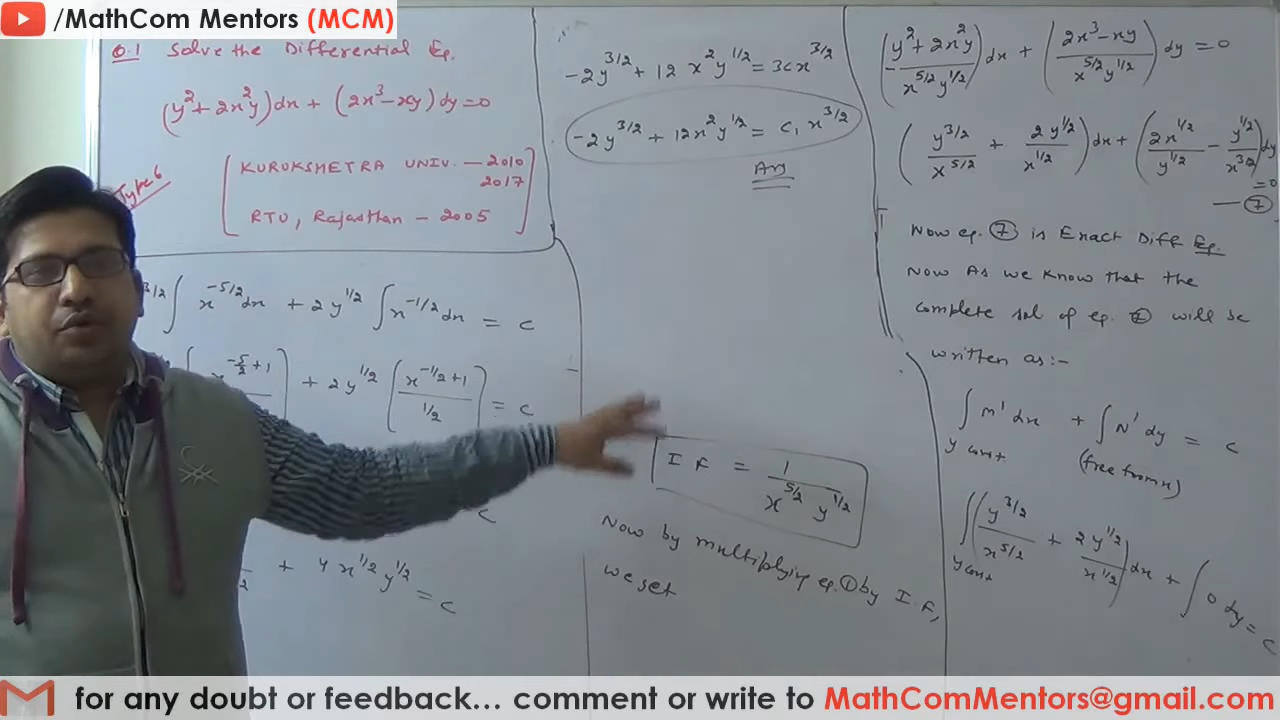 /MathCom Mentors (MCM)
Q.1 Solve the Differential Eq.
(y² + 2x²y)dx + (2x³ - xy)dy = 0
Type 6
[KURUKSHETRA UNIV. - 2010
2017
RTU, Rajasthan - 2005]
3/2 ∫ x^(-5/2) dx + 2y^(1/2) ∫ x^(-1/2) dx = c
x^(-5/2+1) + 2y^(1/2) (x^(-1/2+1) / (1/2)) = c
c
+ 4x^(1/2) y^(1/2) = c
-2y^(3/2) + 12x²y^(1/2) = 3cx^(3/2)
-2y^(3/2) + 12x²y^(1/2) = c₁x^(3/2)
Ans
I F = 1 / (x^(5/2) y^(1/2))
Now by multiplying eq. ① by I.F,
we get
((y² + 2x²y) / (x^(5/2) y^(1/2))) dx + ((2x³ - xy) / (x^(5/2) y^(1/2))) dy = 0
(y^(3/2) / x^(5/2) + 2y^(1/2) / x^(1/2)) dx + (2x^(1/2) / y^(1/2) - y^(1/2) / x^(3/2)) dy
= 0
— ⑦
Now eq. ⑦ is Exact Diff Eq.
Now As we know that the
complete sol of eq. will be
written as:-
∫ M' dx + ∫ N' dy = c
y const (free from x)
∫ (y^(3/2) / x^(5/2) + 2y^(1/2) / x^(1/2)) dx + ∫ 0 dy = c
y const
for any doubt or feedback... comment or write to MathComMentors@gmail.com